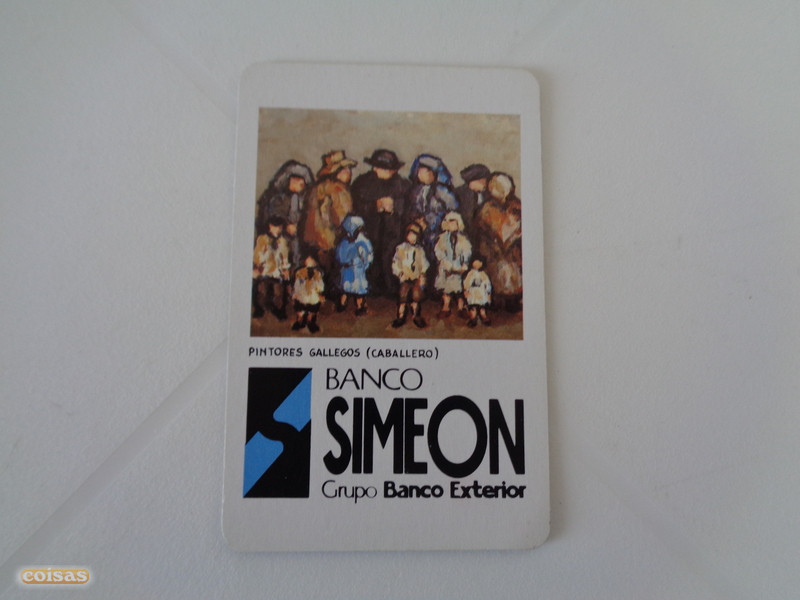 PINTORES GALLEGOS (CABALLERO)
BANCO
SIMEON
Grupo Banco Exterior
coisas